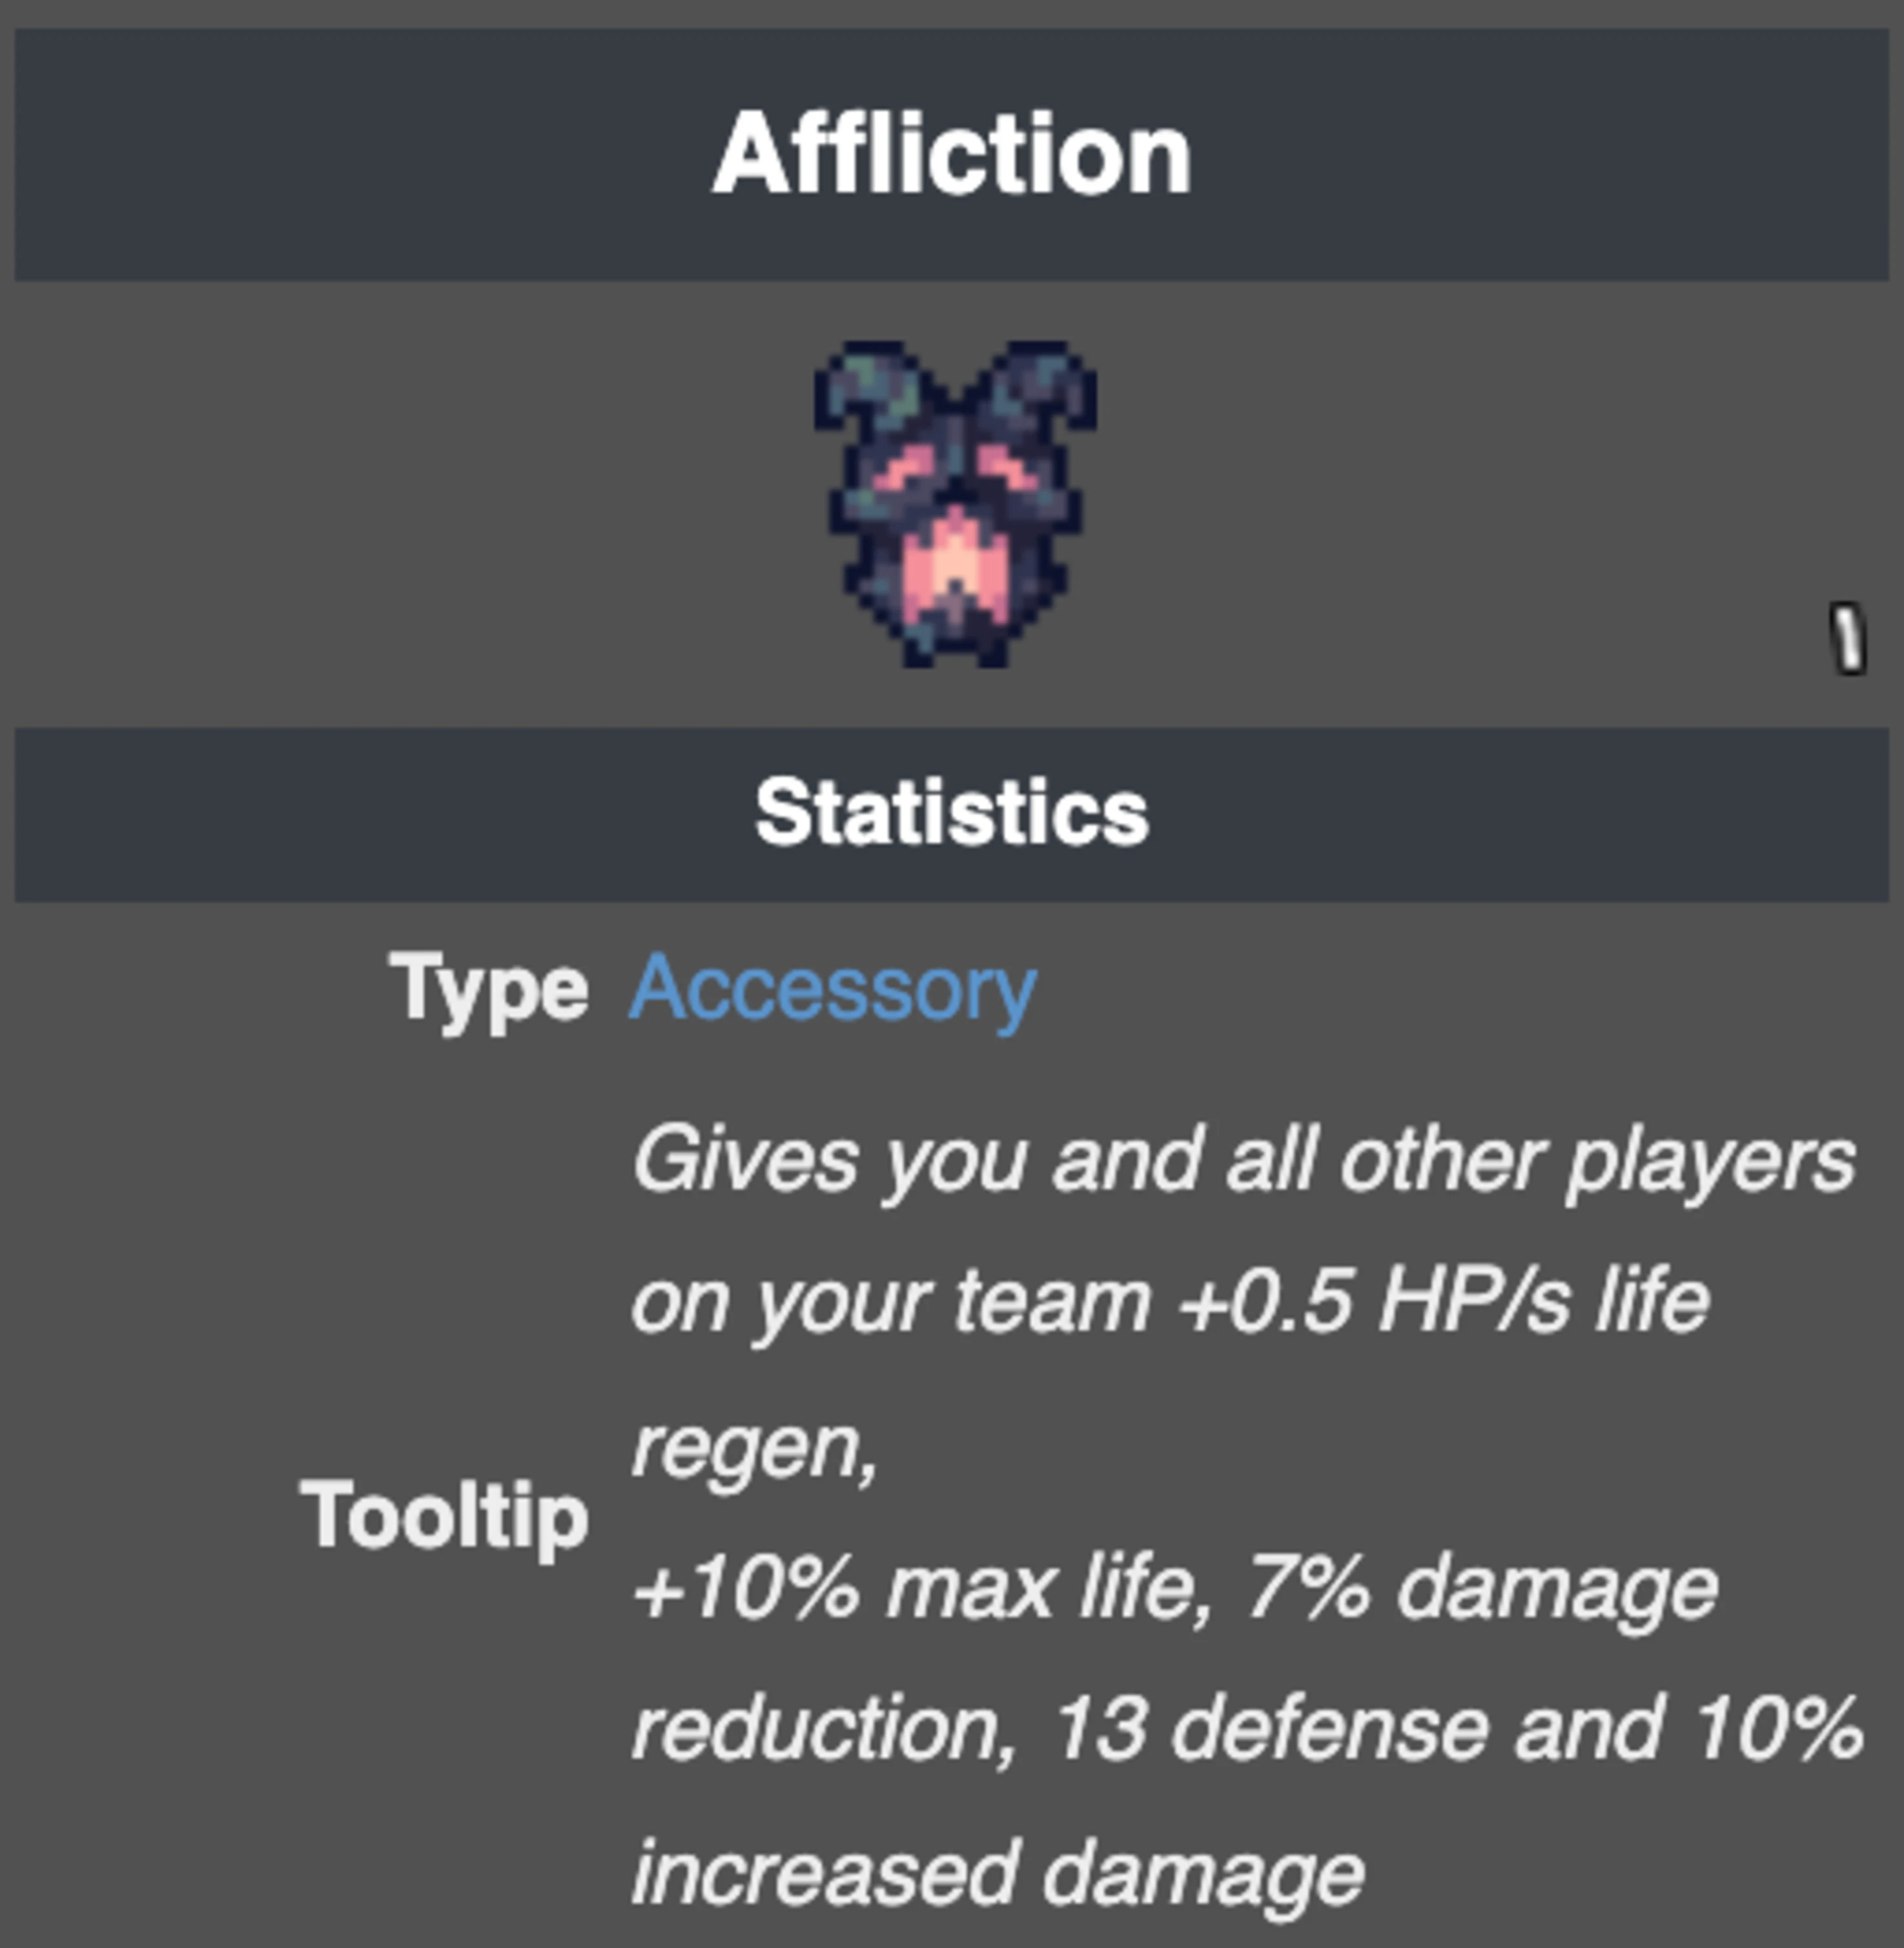 Affliction
1
Statistics
Type Accessory
Tooltip
Gives you and all other players
on your team +0.5 HP/s life
regen,
+10% max life, 7% damage
reduction, 13 defense and 10%
increased damage